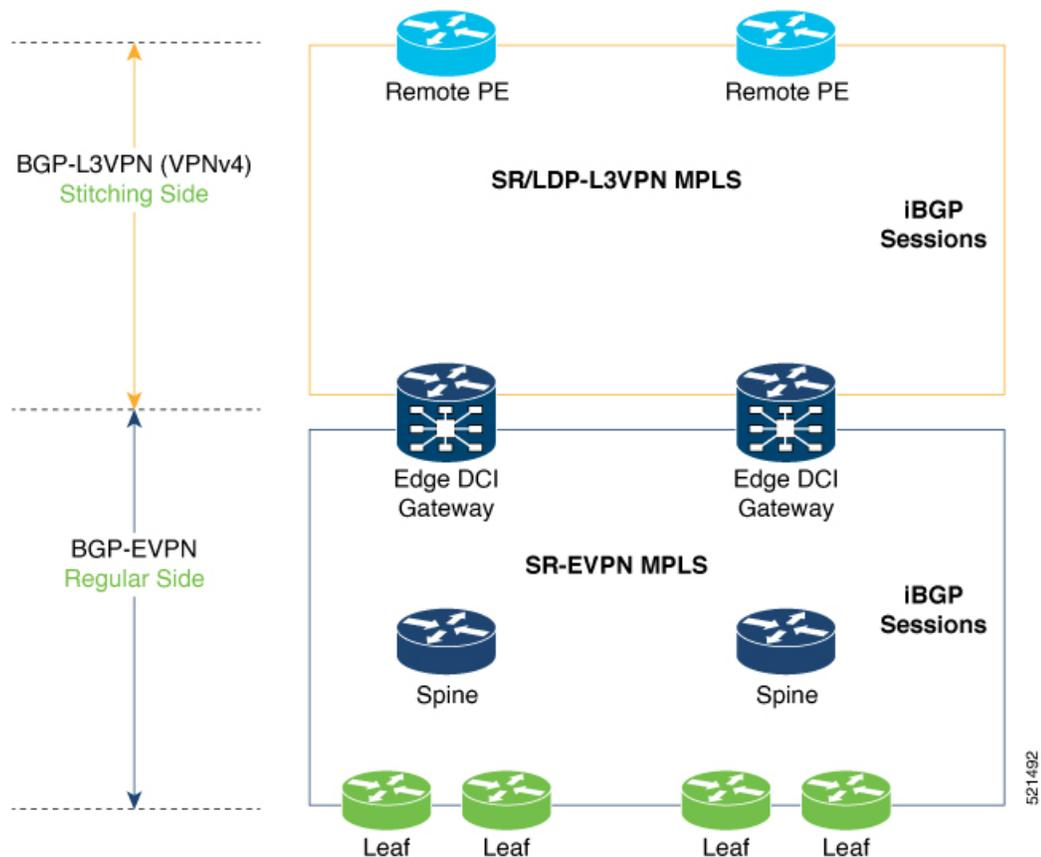 Remote PE
Remote PE
BGP-L3VPN (VPNv4)
Stitching Side
SR/LDP-L3VPN MPLS
iBGP
Sessions
Edge DCI
Gateway
Edge DCI
Gateway
BGP-EVPN
Regular Side
SR-EVPN MPLS
iBGP
Sessions
Spine
Spine
Leaf
Leaf
Leaf
Leaf
521492